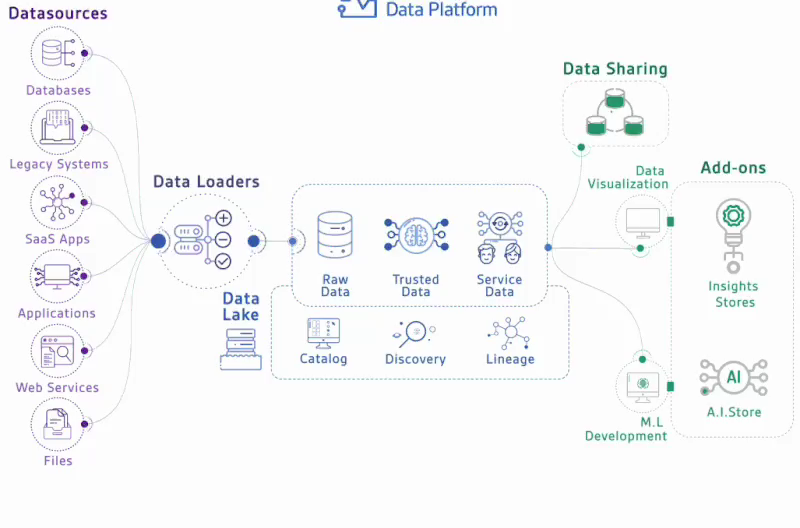 Datasources
Data Platform
Databases
Legacy Systems
SaaS Apps
Applications
Web Services
Files
Data Loaders
Data
Lake
Raw
Data
Trusted
Data
Service
Data
Catalog
Discovery
Lineage
Data Sharing
Data
Visualization
M.L
Development
Add-ons
Insights
Stores
AI
A.I.Store